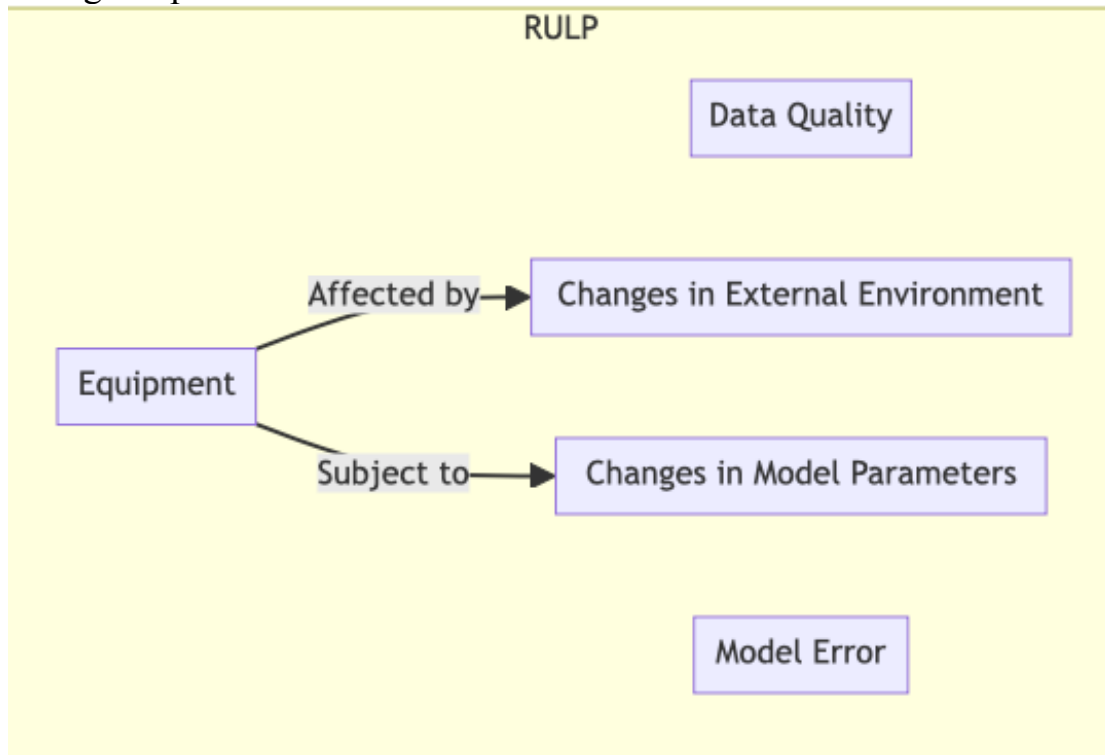 RULP
Data Quality
Affected by
Changes in External Environment
Equipment
Subject to
Changes in Model Parameters
Model Error